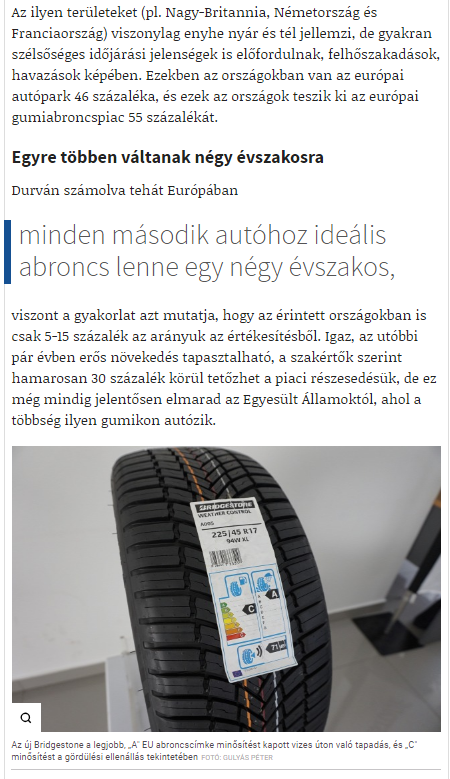 Az ilyen területeket (pl. Nagy-Britannia, Németország és
Franciaország) viszonylag enyhe nyár és tél jellemzi, de gyakran
szélsőséges időjárási jelenségek is előfordulnak, felhőszakadások,
havazások képében. Ezekben az országokban van az európai
autópark 46 százaléka, és ezek az országok teszik ki az európai
gumiabroncspiac 55 százalékát.
Egyre többen váltanak négy évszakosra
Durván számolva tehát Európában
minden második autóhoz ideális
abroncs lenne egy négy évszakos,
viszont a gyakorlat azt mutatja, hogy az érintett országokban is
csak 5-15 százalék az arányuk az értékesítésből. Igaz, az utóbbi
pár évben erős növekedés tapasztalható, a szakértők szerint
hamarosan 30 százalék körül tetőzhet a piaci részesedésük, de ez
még mindig jelentősen elmarad az Egyesült Államoktól, ahol a
többség ilyen gumikon autózik.
BRIDGESTONE
WEATHER CONTROL
A005
225/45 R17
94W XL
C
A
71
Az új Bridgestone a legjobb, „A" EU abroncscímke minősítést kapott vizes úton való tapadás, és „C"
minősítést a gördülési ellenállás tekintetében FOTÓ: GULYÁS PÉTER